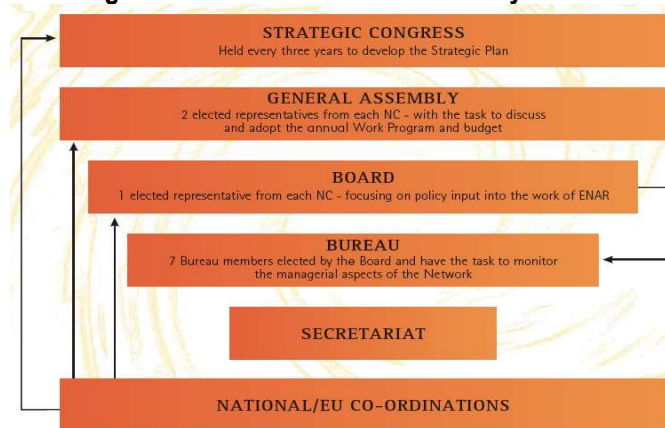 STRATEGIC CONGRESS
Held every three years to develop the Strategic Plan
GENERAL ASSEMBLY
2 elected representatives from each NC - with the task to discuss
and adopt the annual Work Program and budget
BOARD
1 elected representative from each NC - focusing on policy input into the work of ENAR
BUREAU
7 Bureau members elected by the Board and have the task to monitor
the managerial aspects of the Network
SECRETARIAT
NATIONAL/EU CO-ORDINATIONS